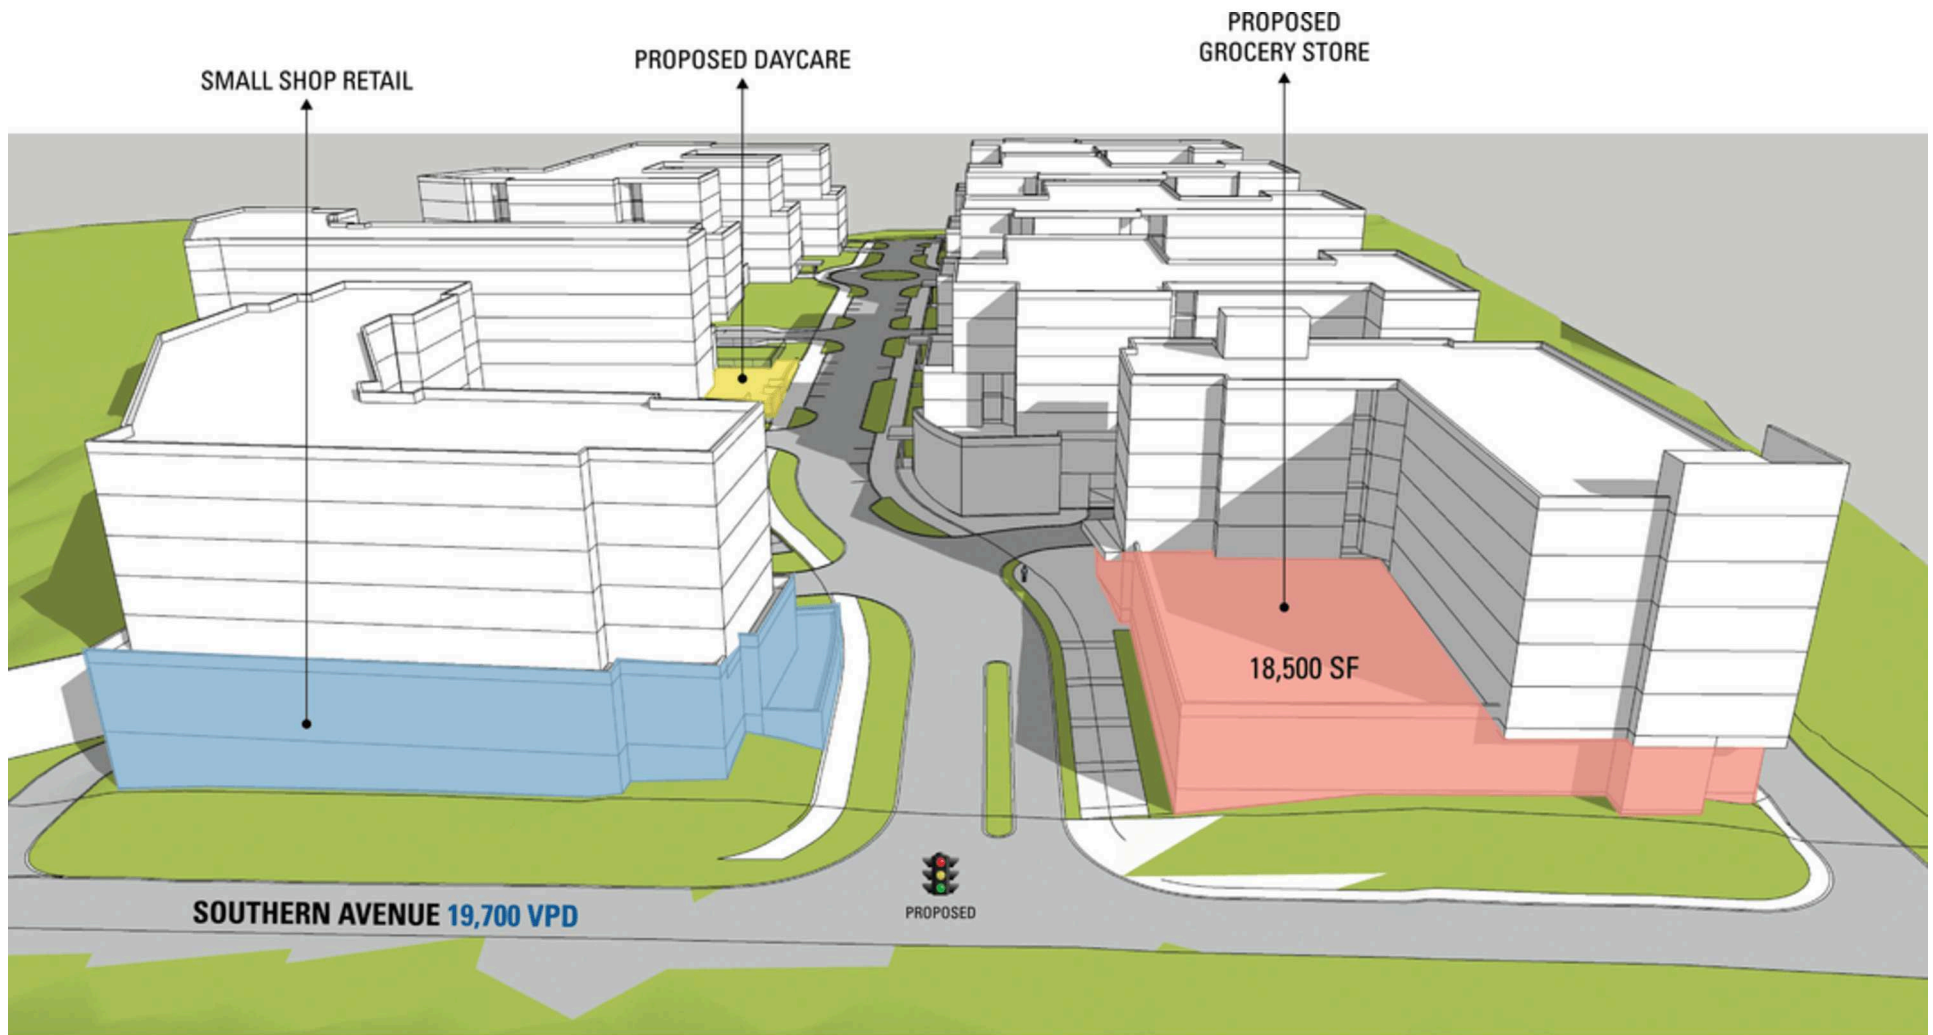 PROPOSED
GROCERY STORE
PROPOSED DAYCARE
SMALL SHOP RETAIL
18,500 SF
SOUTHERN AVENUE 19,700 VPD
PROPOSED